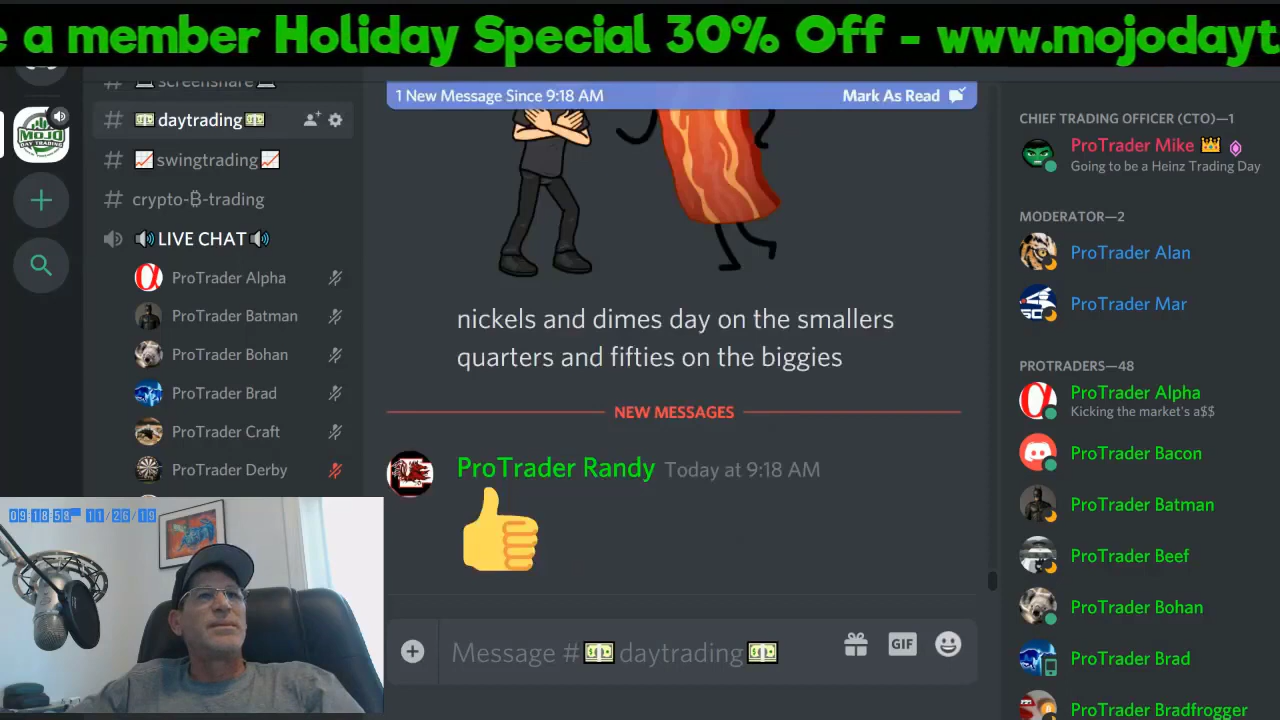 e a member Holiday Special 30% Off - www.mojodayt
# 💻screenshare💻
MOJO
DAY TRADING
# 💵daytrading💵
# 📈swingtrading📈
# crypto-₿-trading
🔊LIVE CHAT🔊
ProTrader Alpha
ProTrader Batman
ProTrader Bohan
ProTrader Brad
ProTrader Craft
ProTrader Derby
09:18:58 11/26/19
1 New Message Since 9:18 AM Mark As Read
nickels and dimes day on the smallers
quarters and fifties on the biggies
NEW MESSAGES
ProTrader Randy Today at 9:18 AM
👍
Message #💵daytrading💵
GIF
CHIEF TRADING OFFICER (CTO)—1
ProTrader Mike 👑
Going to be a Heinz Trading Day
MODERATOR—2
ProTrader Alan
ProTrader Mar
PROTRADERS—48
ProTrader Alpha
Kicking the market's a$$
ProTrader Bacon
ProTrader Batman
ProTrader Beef
ProTrader Bohan
ProTrader Brad
ProTrader Bradfrogger